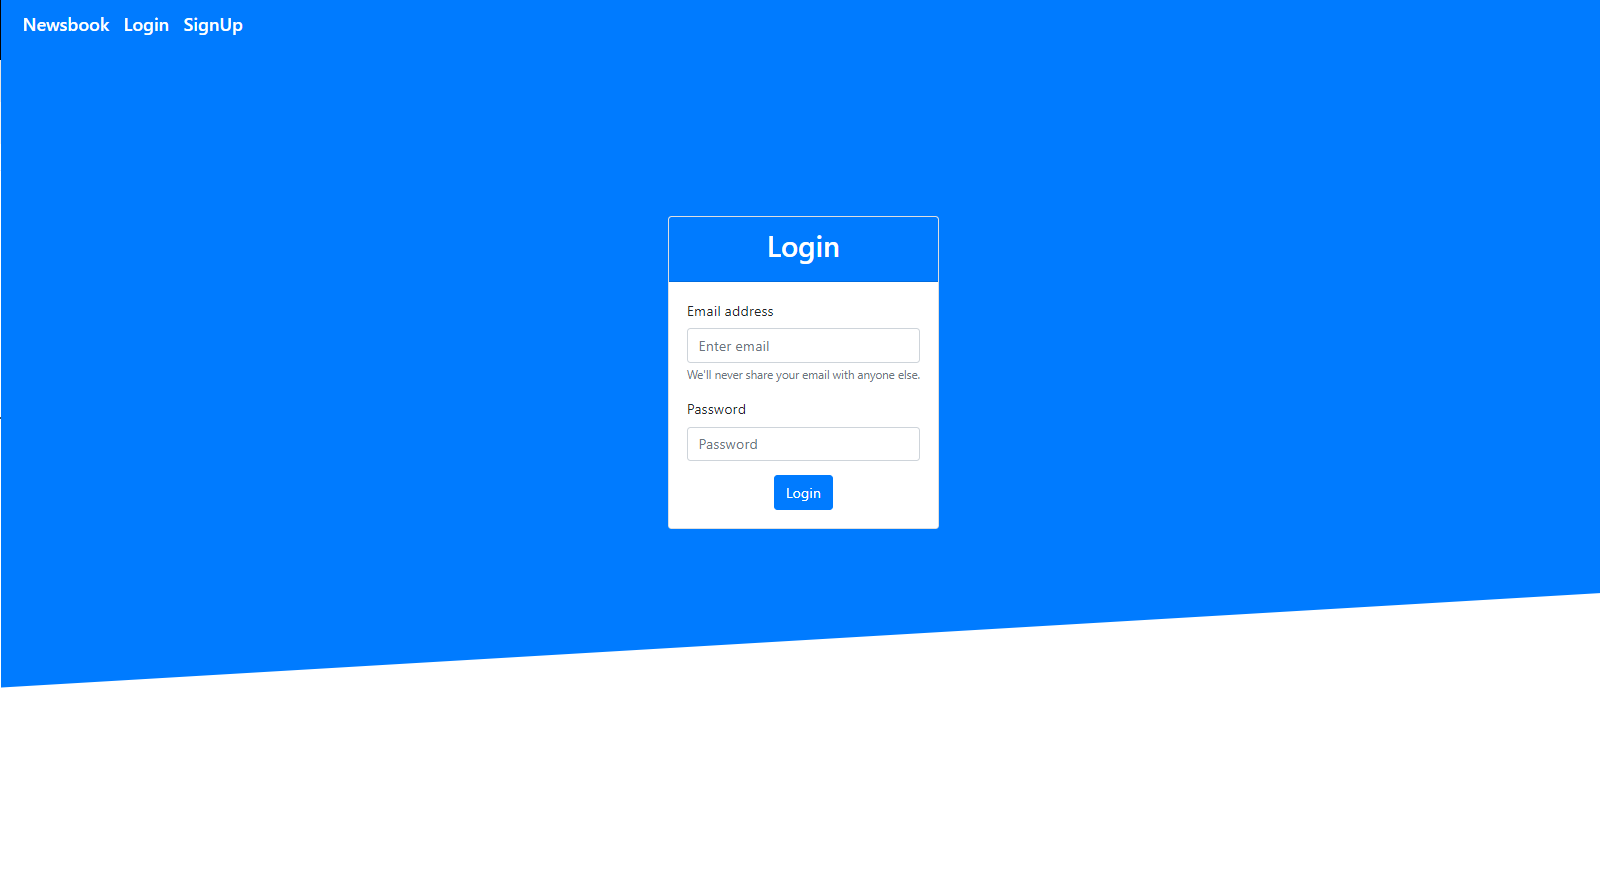 Newsbook Login SignUp
Login
Email address
Enter email
We'll never share your email with anyone else.
Password
Password
Login